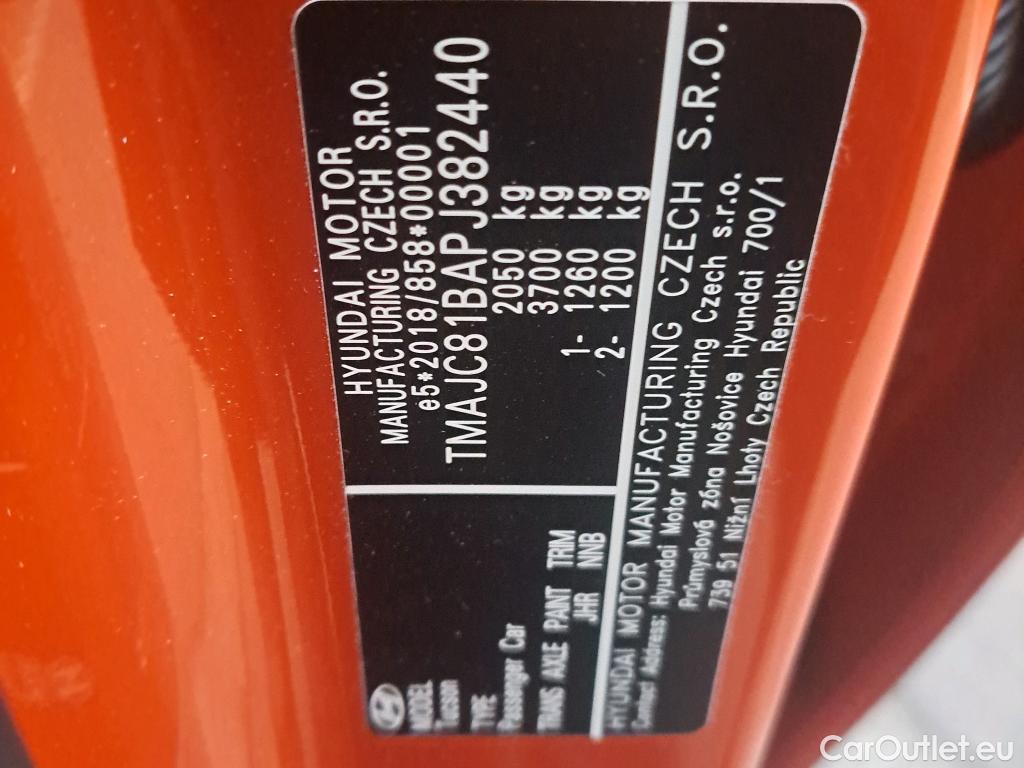 HYUNDAI MOTOR
MANUFACTURING CZECH S.R.O.
e5*2018/858*00001
TMAJC81BAPJ382440
2050 kg
3700 kg
1- 1260 kg
2- 1200 kg
MODEL
Tucson
TYPE
Passenger Car
TRANS AXLE PAINT TRIM
JHR NNB
HYUNDAI MOTOR MANUFACTURING CZECH S.R.O.
Contact Address: Hyundai Motor Manufacturing Czech s.r.o.
Průmyslová zóna Nošovice Hyundai 700/1
739 51 Nižní Lhoty Czech Republic
CarOutlet.eu